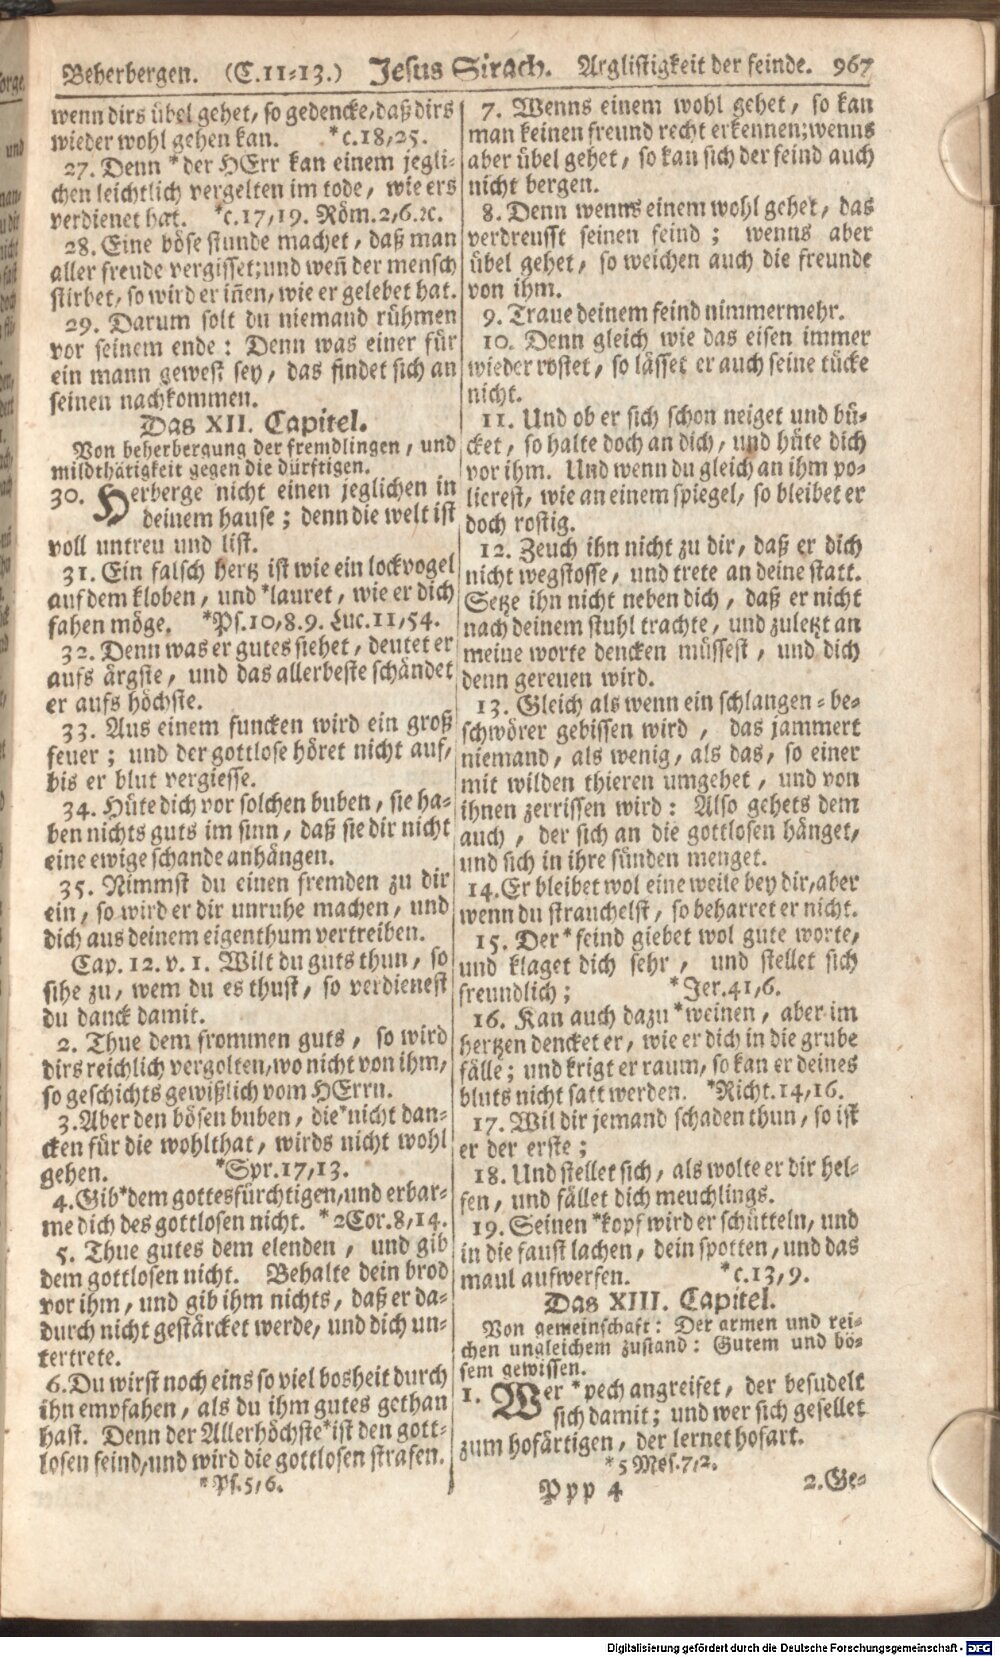 Beherbergen. (C.11-13.) Jesus Sirach. Arglistigkeit der feinde. 967
wenn dirs übel gehet, so gedencke, daß dirs
wieder wohl gehen kan. *c.18,25.
27. Denn * der HErr kan einem jegli-
chen leichtlich vergelten im tode, wie ers
verdienet hat. *c.17,19. Röm.2,6.ꝛc.
28. Eine böse stunde machet, daß man
aller freude vergisset; und weñ der mensch
stirbet, so wird er iñen, wie er gelebet hat.
29. Darum solt du niemand rühmen
vor seinem ende: Denn was einer für
ein mann gewest sey, das findet sich an
seinen nachkommen.
Das XII. Capitel.
Von beherbergung der fremdlingen, und
mildthätigkeit gegen die dürftigen.
30. Herberge nicht einen jeglichen in
deinem hause; denn die welt ist
voll untreu und list.
31. Ein falsch hertz ist wie ein lockvogel
auf dem kloben, und *lauret, wie er dich
fahen möge. *Ps.10,8.9. Luc.11,54.
32. Denn was er gutes siehet, deutet er
aufs ärgste, und das allerbeste schändet
er aufs höchste.
33. Aus einem funcken wird ein groß
feuer; und der gottlose höret nicht auf,
bis er blut vergiesse.
34. Hüte dich vor solchen buben, sie ha-
ben nichts guts im sinn, daß sie dir nicht
eine ewige schande anhängen.
35. Nimmst du einen fremden zu dir
ein, so wird er dir unruhe machen, und
dich aus deinem eigenthum vertreiben.
Cap. 12. v. 1. Wilt du guts thun, so
sihe zu, wem du es thust, so verdienest
du danck damit.
2. Thue dem frommen guts, so wird
dirs reichlich vergolten, wo nicht von ihm,
so geschichts gewißlich vom HErrn.
3. Aber den bösen buben, die *nicht dan-
cken für die wohlthat, wirds nicht wohl
gehen. *Spr.17,13.
4. Gib *dem gottesfürchtigen, und erbar-
me dich des gottlosen nicht. *2Cor.8,14.
5. Thue gutes dem elenden, und gib
dem gottlosen nicht. Behalte dein brod
vor ihm, und gib ihm nichts, daß er da-
durch nicht gestärcket werde, und dich un-
tertrete.
6. Du wirst noch eins so viel bosheit durch
ihn empfahen, als du ihm gutes gethan
hast. Denn der Allerhöchste *ist den gott-
losen feind, und wird die gottlosen strafen.
*Ps.5,6.
7. Wenns einem wohl gehet, so kan
man keinen freund recht erkennen; wenns
aber übel gehet, so kan sich der feind auch
nicht bergen.
8. Denn wenns einem wohl gehet, das
verdreusst seinen feind; wenns aber
übel gehet, so weichen auch die freunde
von ihm.
9. Traue deinem feind nimmermehr.
10. Denn gleich wie das eisen immer
wieder rostet, so lässet er auch seine tücke
nicht.
11. Und ob er sich schon neiget und bü-
cket, so halte doch an dich, und hüte dich
vor ihm. Und wenn du gleich an ihm po-
lierest, wie an einem spiegel, so bleibet er
doch rostig.
12. Zeuch ihn nicht zu dir, daß er dich
nicht wegstosse, und trete an deine statt.
Setze ihn nicht neben dich, daß er nicht
nach deinem stuhl trachte, und zuletzt an
meine worte dencken müssest, und dich
denn gereuen wird.
13. Gleich als wenn ein schlangen-be-
schwörer gebissen wird, das jammert
niemand, als wenig, als das, so einer
mit wilden thieren umgehet, und von
ihnen zerrissen wird: Also gehets dem
auch, der sich an die gottlosen hänget,
und sich in ihre sünden menget.
14. Er bleibet wol eine weile bey dir, aber
wenn du strauchelst, so beharret er nicht.
15. Der *feind giebet wol gute worte,
und klaget dich sehr, und stellet sich
freundlich; *Jer.41,6.
16. Kan auch dazu *weinen, aber im
hertzen dencket er, wie er dich in die grube
fälle; und krigt er raum, so kan er deines
bluts nicht satt werden. *Richt.14,16.
17. Wil dir jemand schaden thun, so ist
er der erste;
18. Und stellet sich, als wolte er dir hel-
fen, und fället dich meuchlings.
19. Seinen *kopf wird er schütteln, und
in die faust lachen, dein spotten, und das
maul aufwerfen. *c.13,9.
Das XIII. Capitel.
Von gemeinschaft: Der armen und rei-
chen ungleichem zustand: Gutem und bö-
sem gewissen.
1. Wer *pech angreifet, der besudelt
sich damit; und wer sich gesellet
zum hofärtigen, der lernet hofart.
*5 Mos.7,2.
Ppp 4 2. Ge-
Digitalisierung gefördert durch die Deutsche Forschungsgemeinschaft - DFG